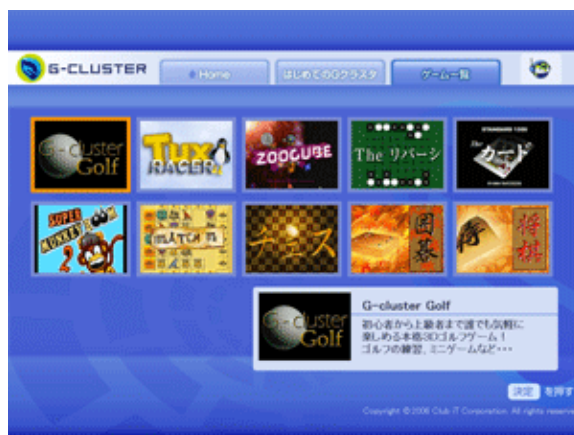 G-CLUSTER
Home
はじめてのGクラスタ
ゲーム一覧
G-cluster
Golf
Tux
RACER
ZOOCUBE
The リバーシ
STANDARD 1500
The
カード
SUPER
2
MATCH
チェス
囲碁
将棋
G-cluster
Golf
G-cluster Golf
初心者から上級者まで誰でも気軽に
楽しめる本格3Dゴルフゲーム！
ゴルフの練習、ミニゲームなど・・・
決定 を押す
Copyright © 2006 Club iT Corporation. All rights reserve